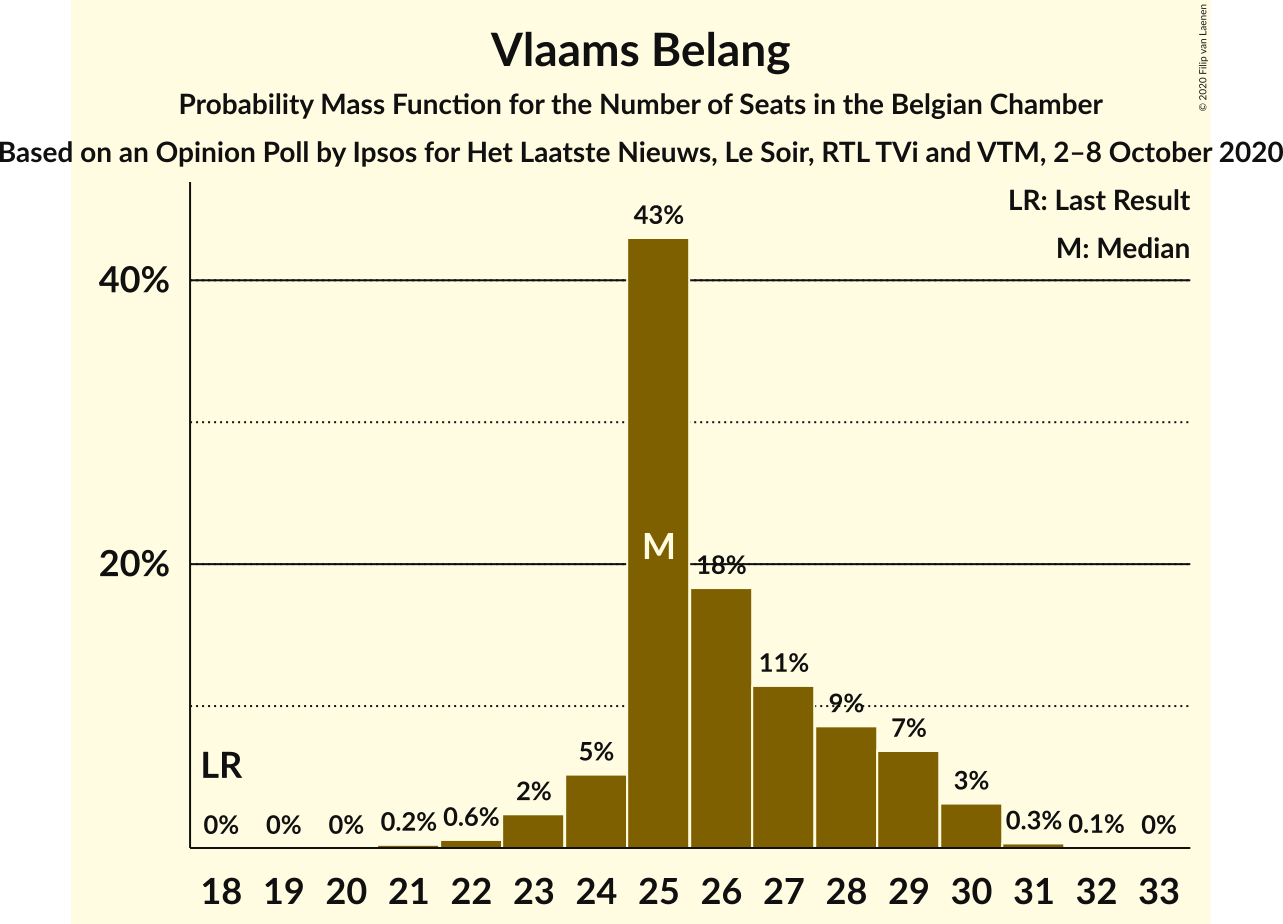 Vlaams Belang
Probability Mass Function for the Number of Seats in the Belgian Chamber
Based on an Opinion Poll by Ipsos for Het Laatste Nieuws, Le Soir, RTL TVi and VTM, 2–8 October 2020
© 2020 Filip van Laenen
LR: Last Result
M: Median
43%
40%
M
20%
18%
11%
9%
7%
5%
LR
3%
2%
0% 0% 0% 0.2% 0.6% 0.3% 0.1% 0%
18 19 20 21 22 23 24 25 26 27 28 29 30 31 32 33